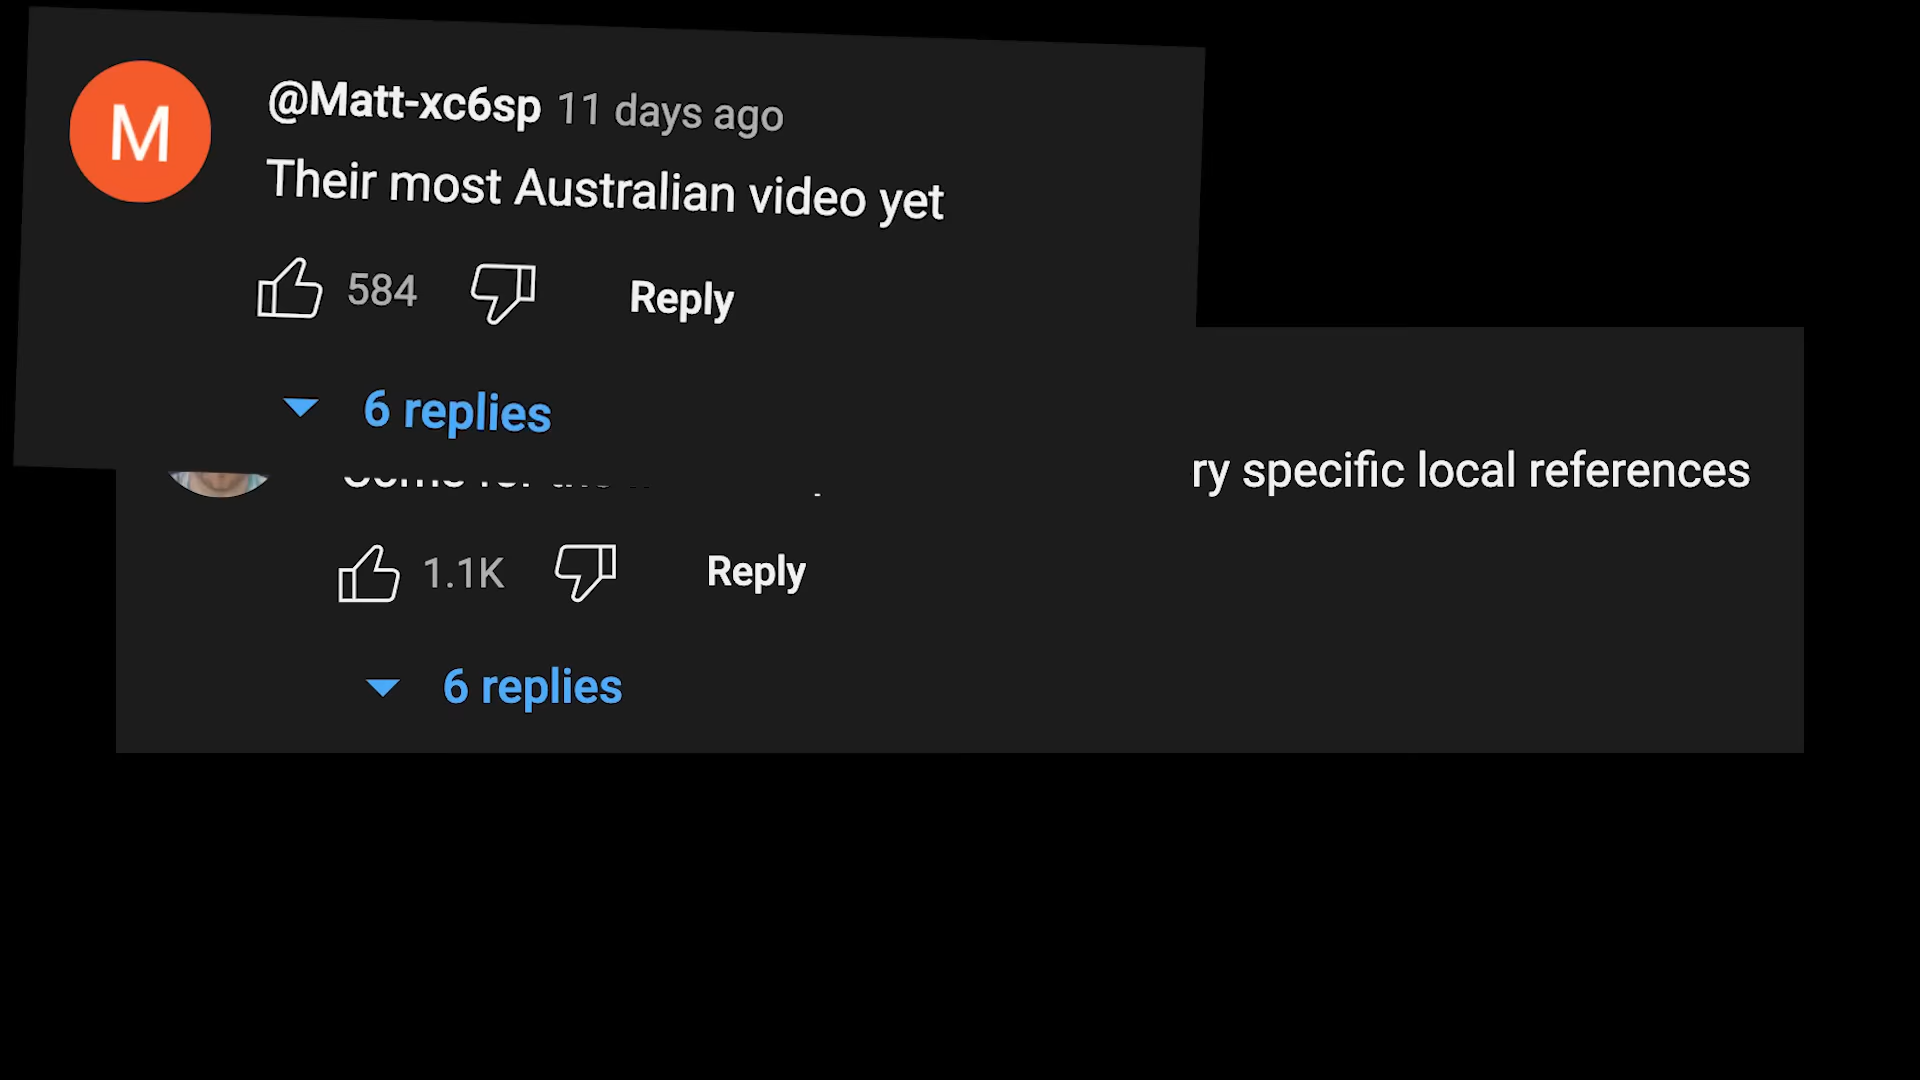 M
@Matt-xc6sp 11 days ago
Their most Australian video yet
584 Reply
6 replies
ry specific local references
1.1K Reply
6 replies